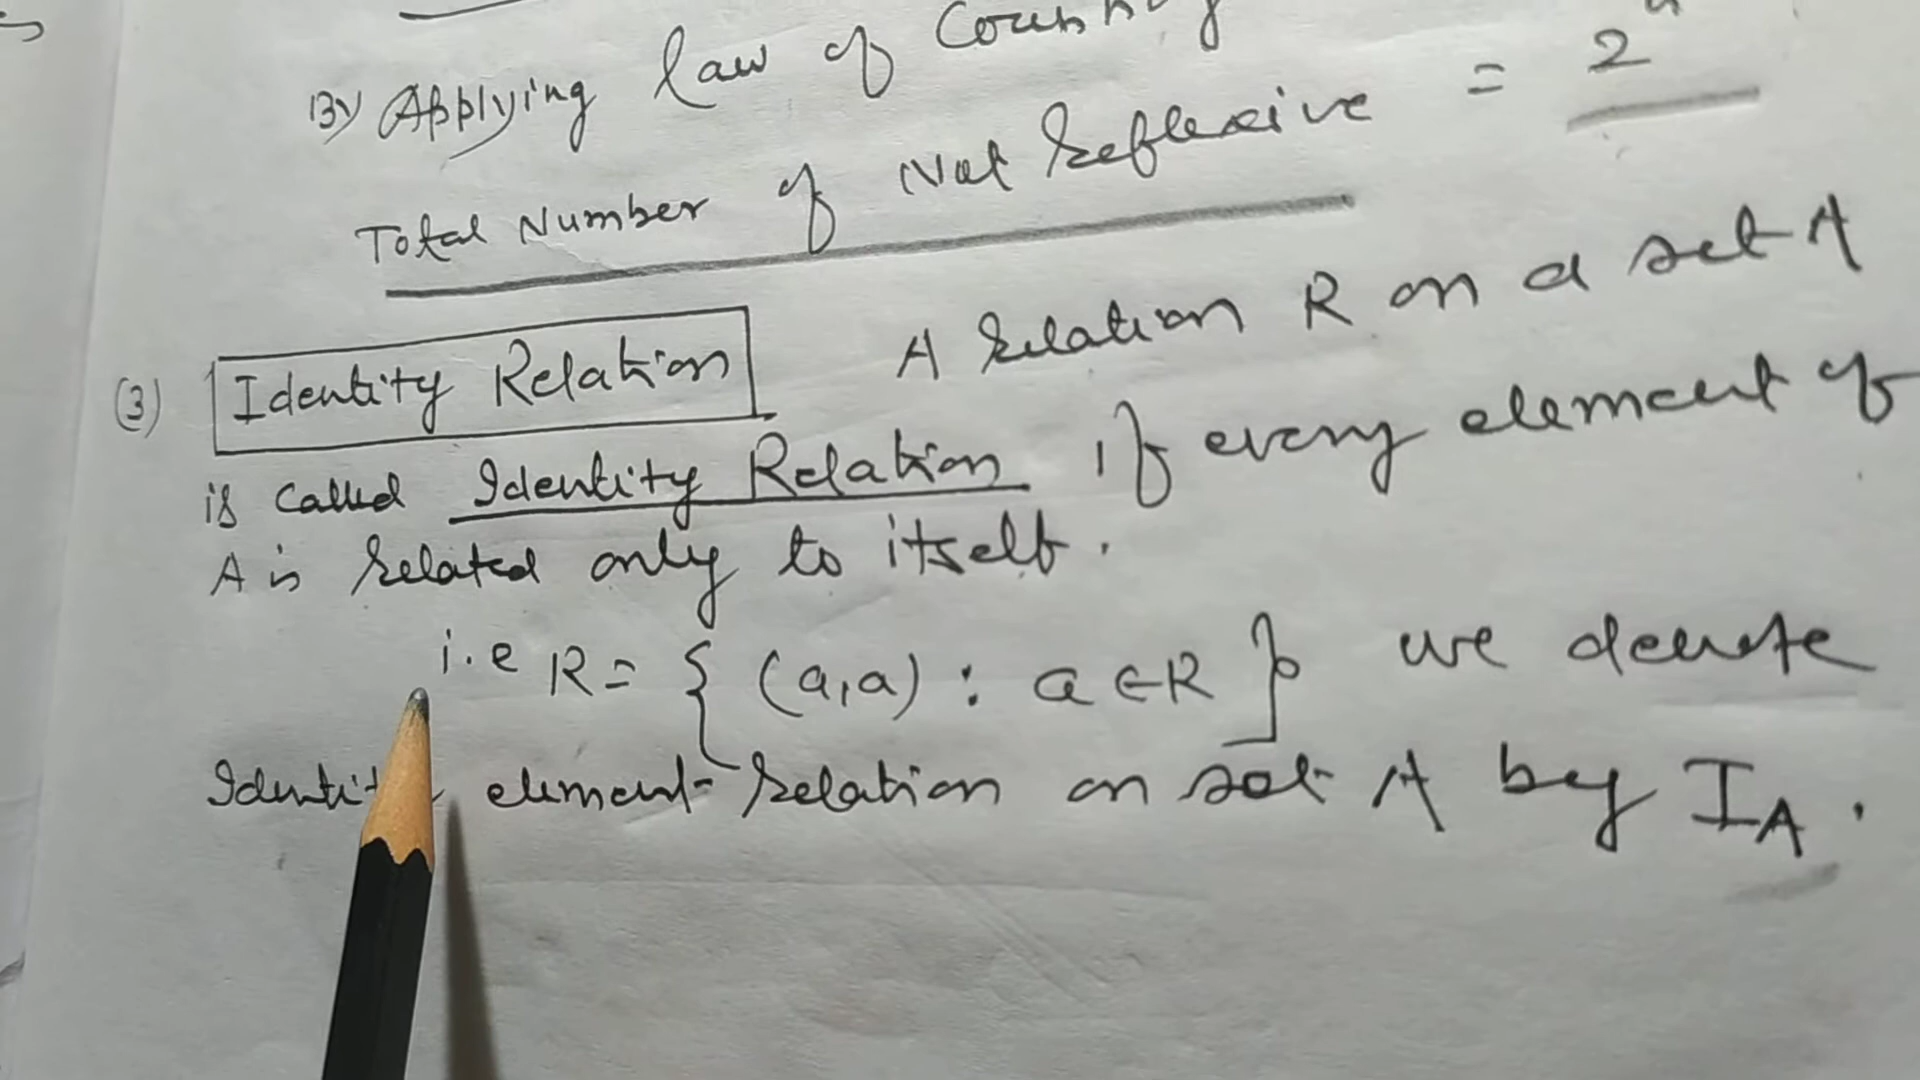 By Applying law of
Total Number of Not Reflexive = 2
(3) Identity Relation A Relation R on a set A
is called Identity Relation if every element of
A is Related only to itself.
i.e R = { (a,a) : a ∈ R } we denote
element Relation on set A by I_A.